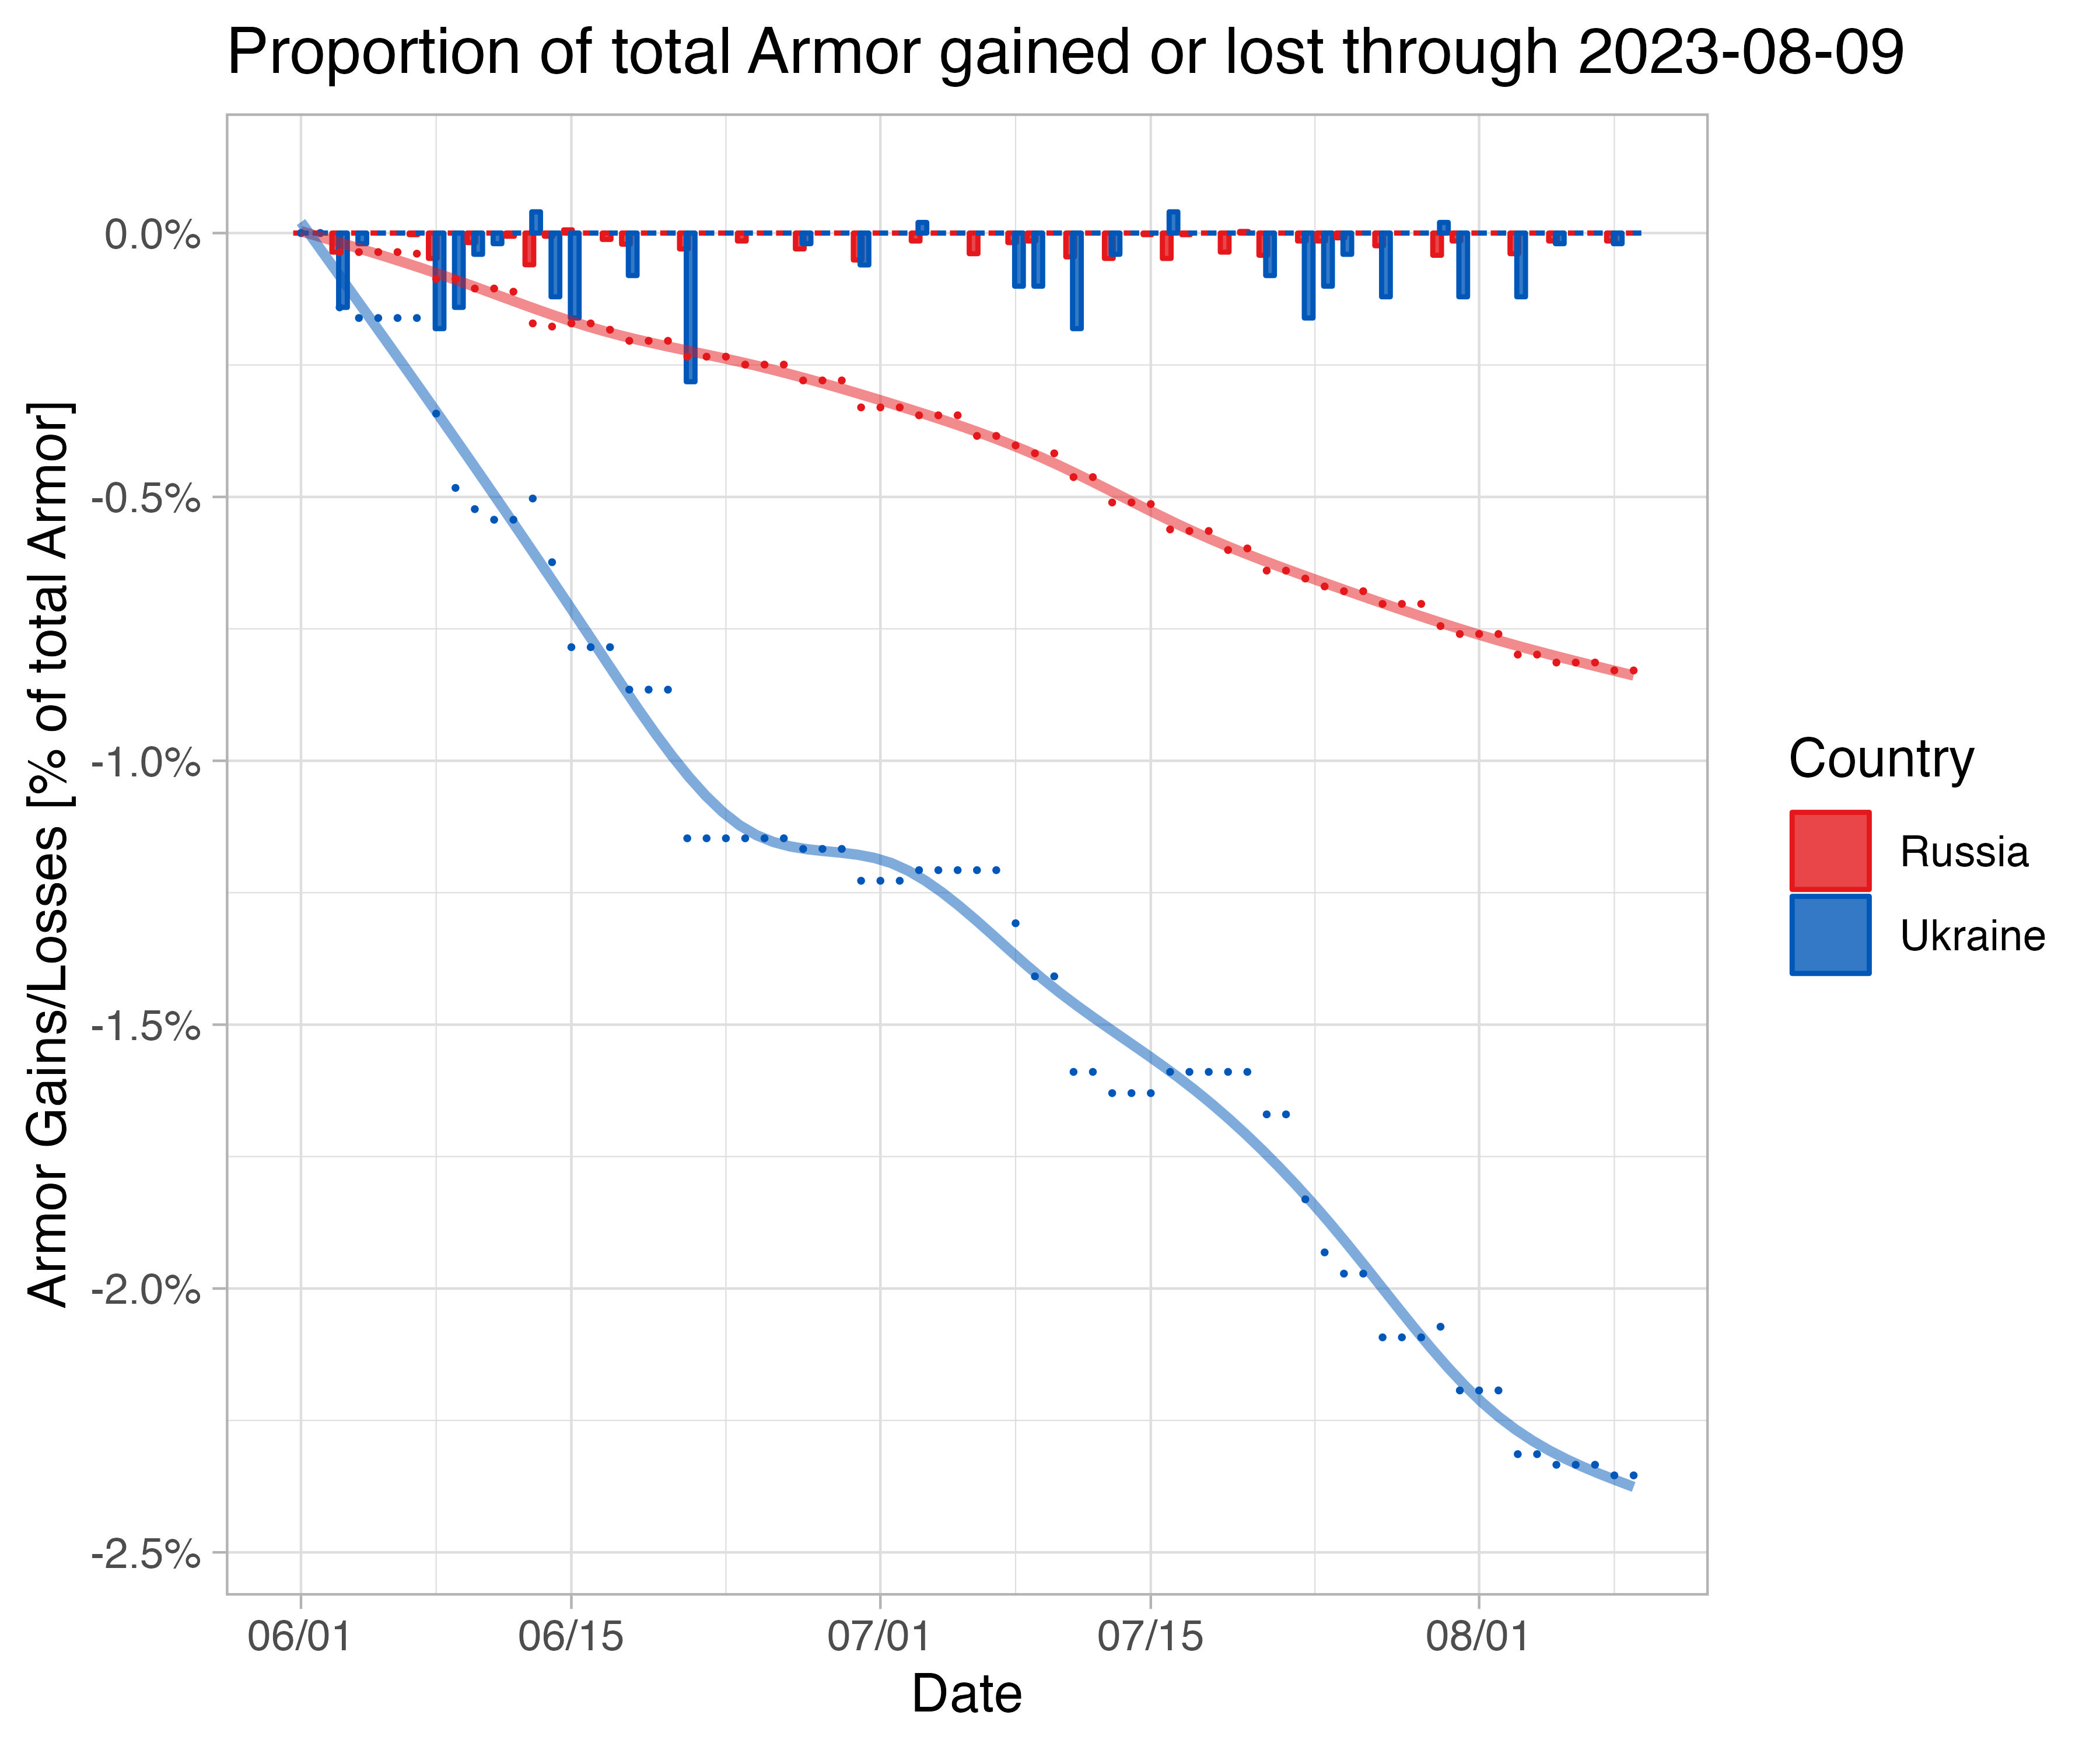 Proportion of total Armor gained or lost through 2023-08-09
Armor Gains/Losses [% of total Armor]
0.0%
-0.5%
-1.0%
-1.5%
-2.0%
-2.5%
06/01
06/15
07/01
07/15
08/01
Date
Country
Russia
Ukraine